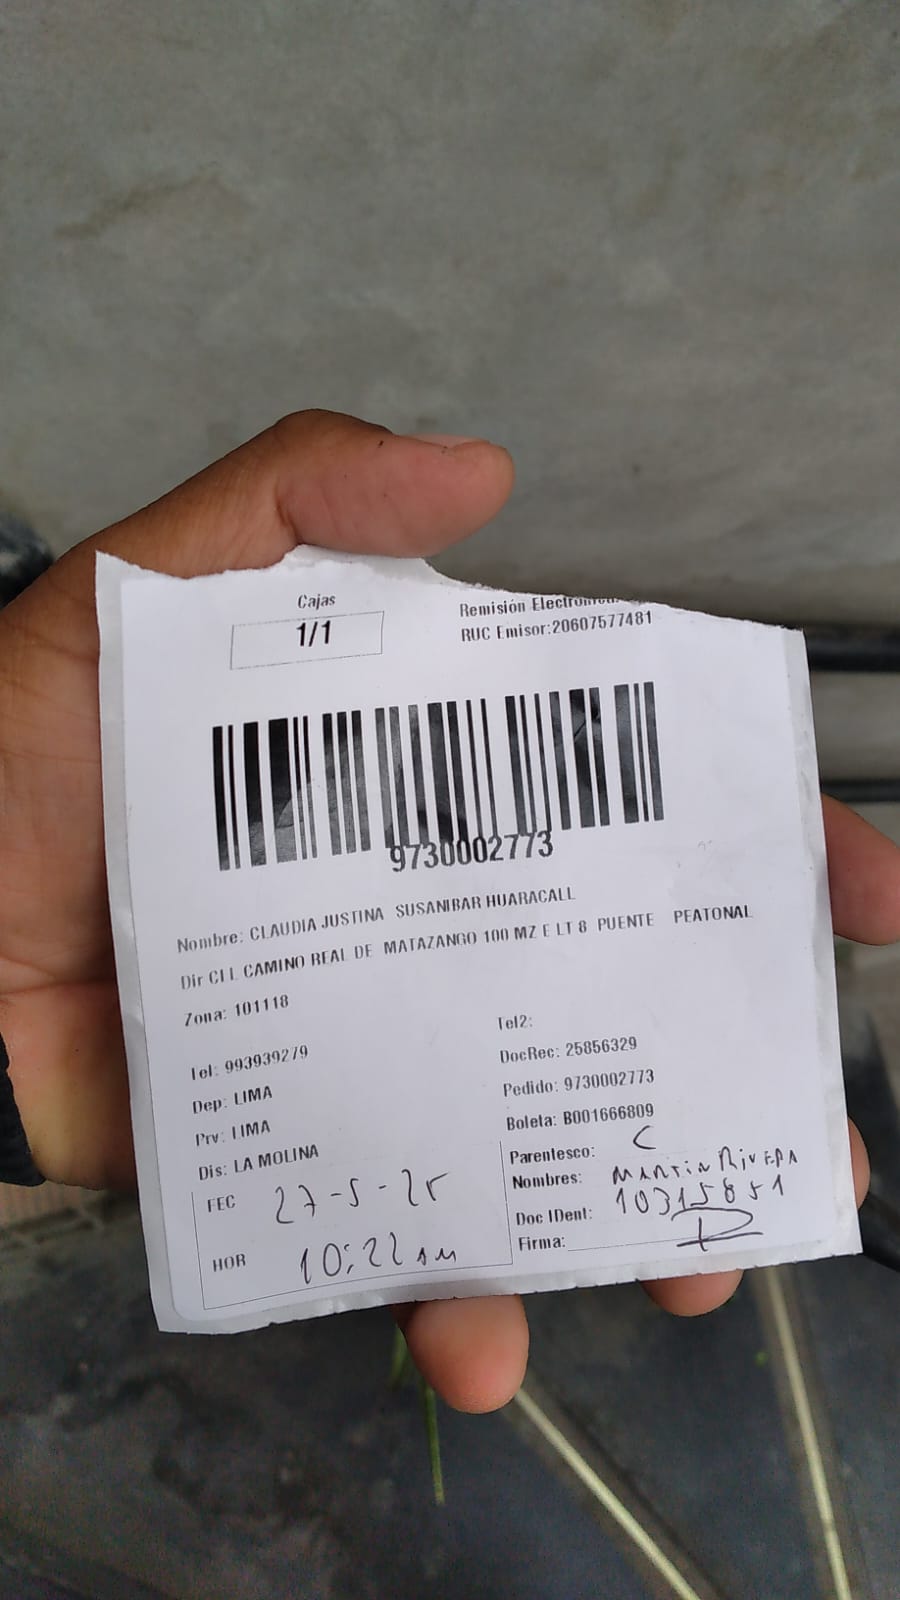 Cajas
1/1
Remisión Electrónica
RUC Emisor:20607577481
9730002773
Nombre: CLAUDIA JUSTINA SUSANIBAR HUARACALL
Dir CL L CAMINO REAL DE MATAZANGO 100 MZ E LT 8 PUENTE PEATONAL
Zona: 101118
Tel: 993939279
Tel2:
Dep: LIMA
DocRec: 25856329
Prv: LIMA
Pedido: 9730002773
Dis: LA MOLINA
Boleta: B001666809
Parentesco: C
FEC 27-5-25
Nombres: MARTIN RIVERA
Doc IDent: 10315851
HOR 10:22 am
Firma: